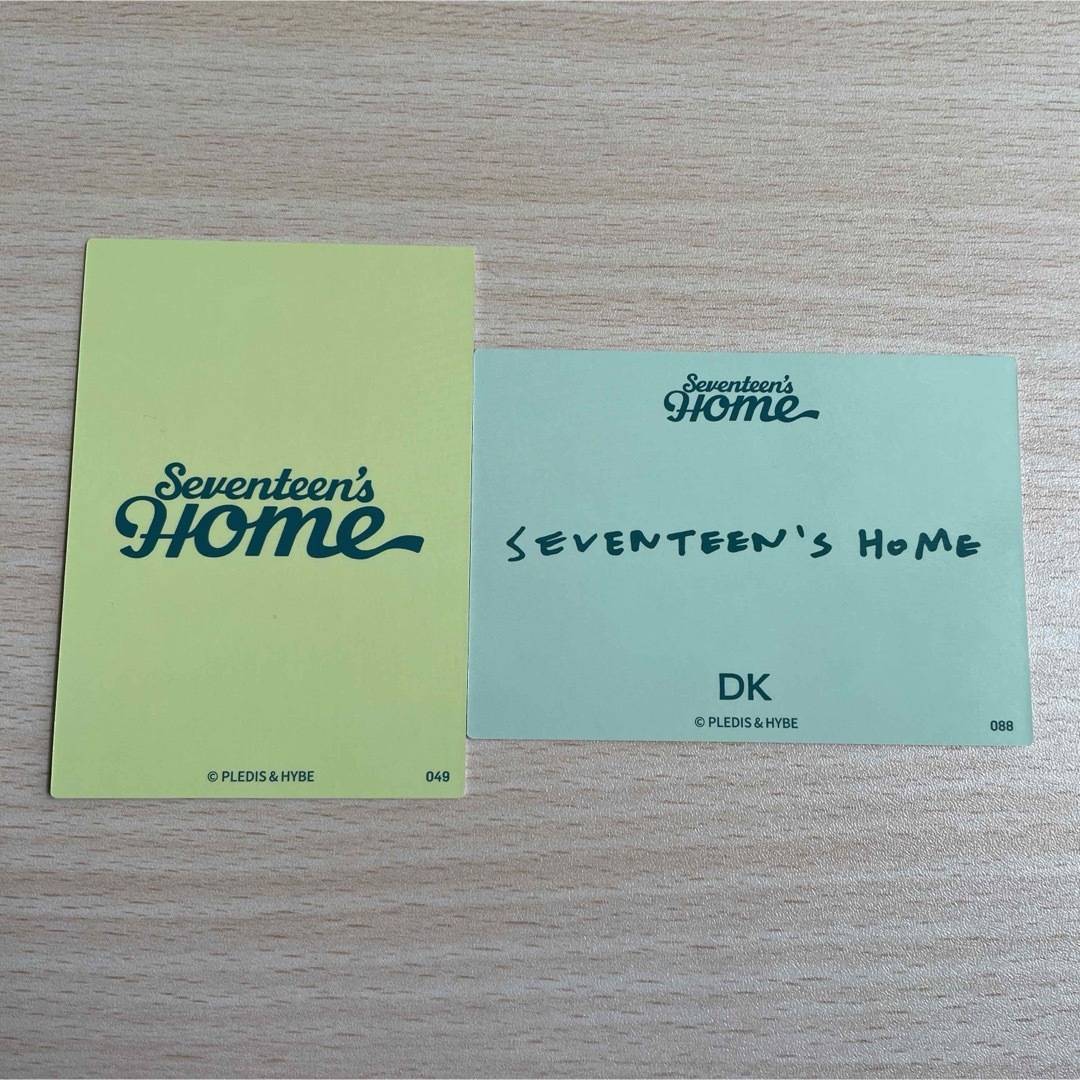 Seventeen's
Home
© PLEDIS & HYBE
049
Seventeen's
Home
SEVENTEEN'S HOME
DK
© PLEDIS & HYBE
088